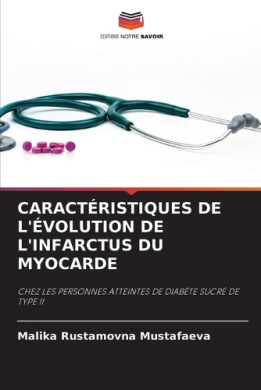 EDITIONS NOTRE SAVOIR
CARACTÉRISTIQUES DE
L'ÉVOLUTION DE
L'INFARCTUS DU
MYOCARDE
CHEZ LES PERSONNES ATTEINTES DE DIABÈTE SUCRÉ DE
TYPE II
Malika Rustamovna Mustafaeva